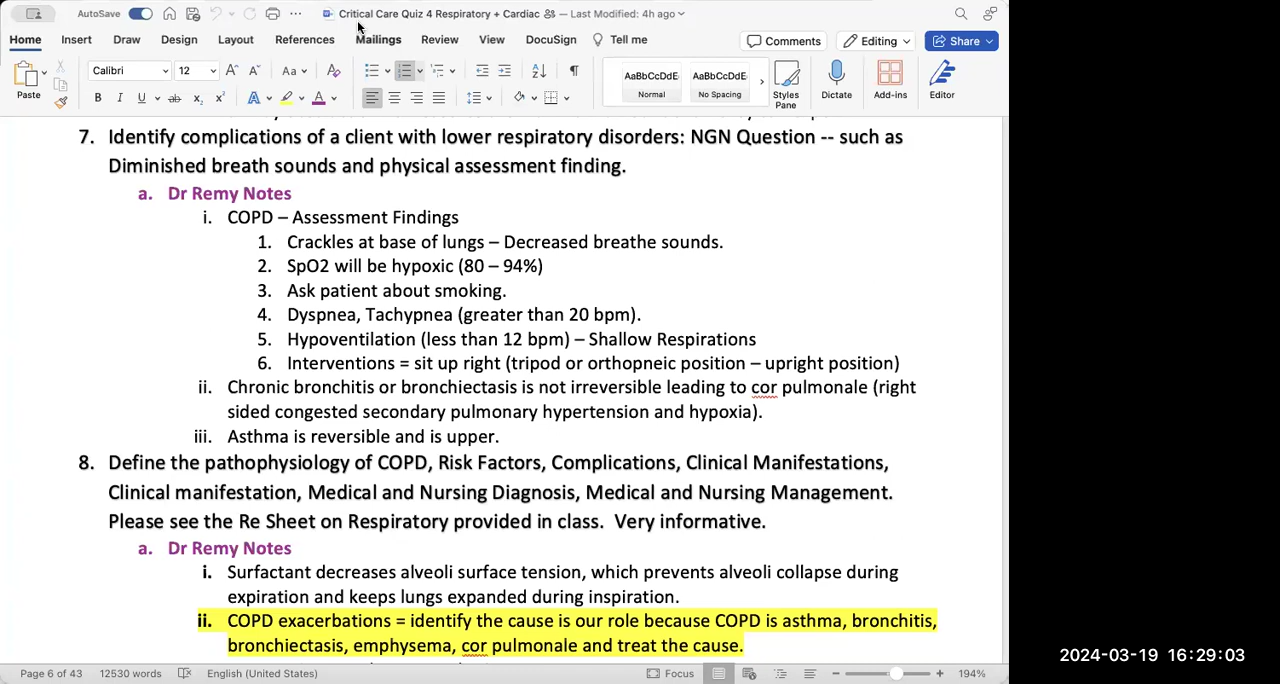 AutoSave
Critical Care Quiz 4 Respiratory + Cardiac — Last Modified: 4h ago
Home Insert Draw Design Layout References Mailings Review View DocuSign Tell me
Comments Editing Share
Calibri 12 Aa
AaBbCcDdE AaBbCcDdE
Paste B I U ab x₂ x² A A Normal No Spacing Styles Pane Dictate Add-ins Editor
7. Identify complications of a client with lower respiratory disorders: NGN Question -- such as
Diminished breath sounds and physical assessment finding.
a. Dr Remy Notes
i. COPD – Assessment Findings
1. Crackles at base of lungs – Decreased breathe sounds.
2. SpO2 will be hypoxic (80 – 94%)
3. Ask patient about smoking.
4. Dyspnea, Tachypnea (greater than 20 bpm).
5. Hypoventilation (less than 12 bpm) – Shallow Respirations
6. Interventions = sit up right (tripod or orthopneic position – upright position)
ii. Chronic bronchitis or bronchiectasis is not irreversible leading to cor pulmonale (right
sided congested secondary pulmonary hypertension and hypoxia).
iii. Asthma is reversible and is upper.
8. Define the pathophysiology of COPD, Risk Factors, Complications, Clinical Manifestations,
Clinical manifestation, Medical and Nursing Diagnosis, Medical and Nursing Management.
Please see the Re Sheet on Respiratory provided in class. Very informative.
a. Dr Remy Notes
i. Surfactant decreases alveoli surface tension, which prevents alveoli collapse during
expiration and keeps lungs expanded during inspiration.
ii. COPD exacerbations = identify the cause is our role because COPD is asthma, bronchitis,
bronchiectasis, emphysema, cor pulmonale and treat the cause.
Page 6 of 43 12530 words English (United States) Focus 194%
2024-03-19 16:29:03